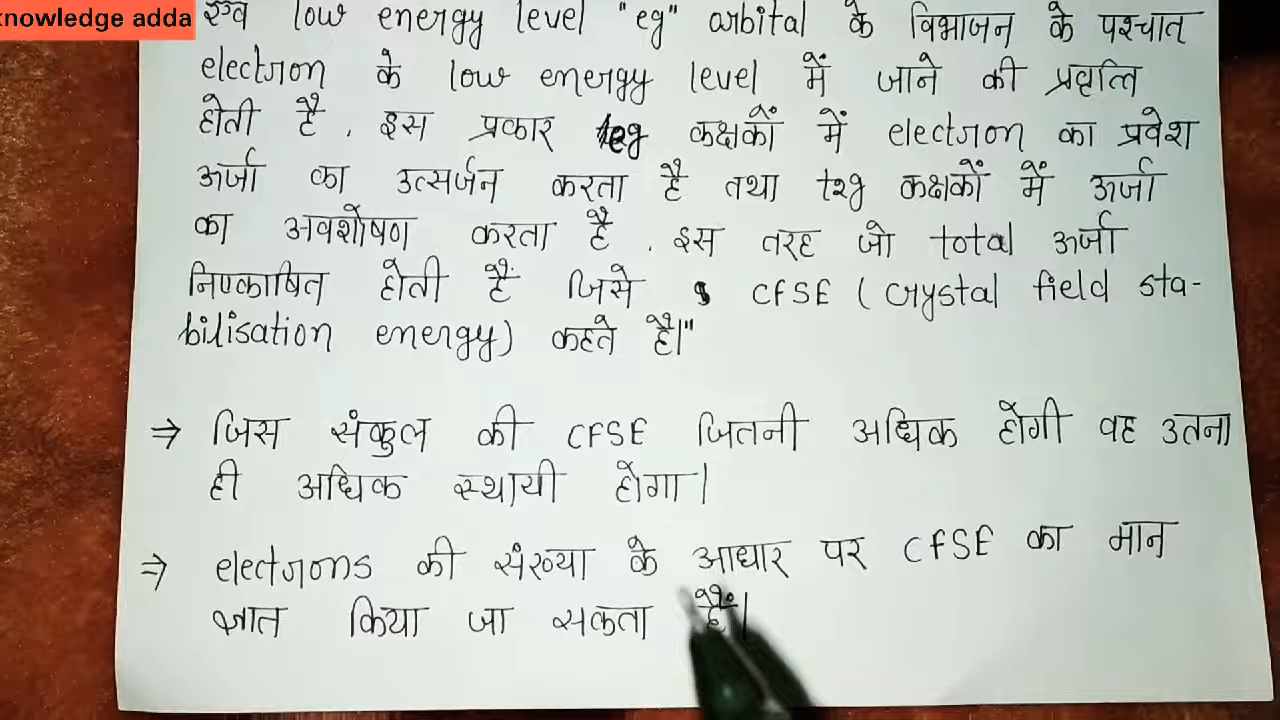 knowledge adda
एवं low energy level "eg" orbital के विभाजन के पश्चात
electron के low energy level में जाने की प्रवृत्ति
होती है . इस प्रकार eg कक्षकों में electron का प्रवेश
ऊर्जा का उत्सर्जन करता है तथा t2g कक्षकों में ऊर्जा
का अवशोषण करता है . इस तरह जो total ऊर्जा
निष्काषित होती है जिसे CFSE ( Crystal field sta-
bilisation energy) कहते है।"
⇒ जिस संकुल की CFSE जितनी अधिक होगी वह उतना
ही अधिक स्थायी होगा।
⇒ electrons की संख्या के आधार पर CFSE का मान
ज्ञात किया जा सकता हैं।